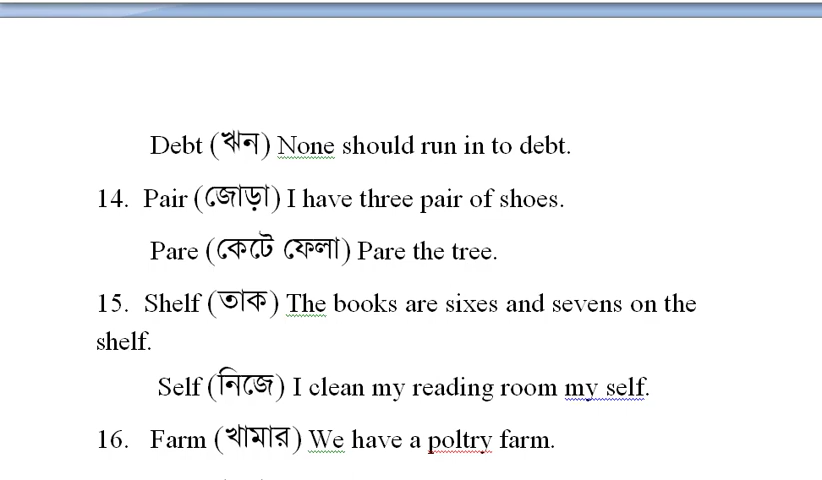 Debt (ঋন) None should run in to debt.
14. Pair (জোড়া) I have three pair of shoes.
Pare (কেটে ফেলা) Pare the tree.
15. Shelf (তাক) The books are sixes and sevens on the
shelf.
Self (নিজে) I clean my reading room my self.
16. Farm (খামার) We have a poltry farm.